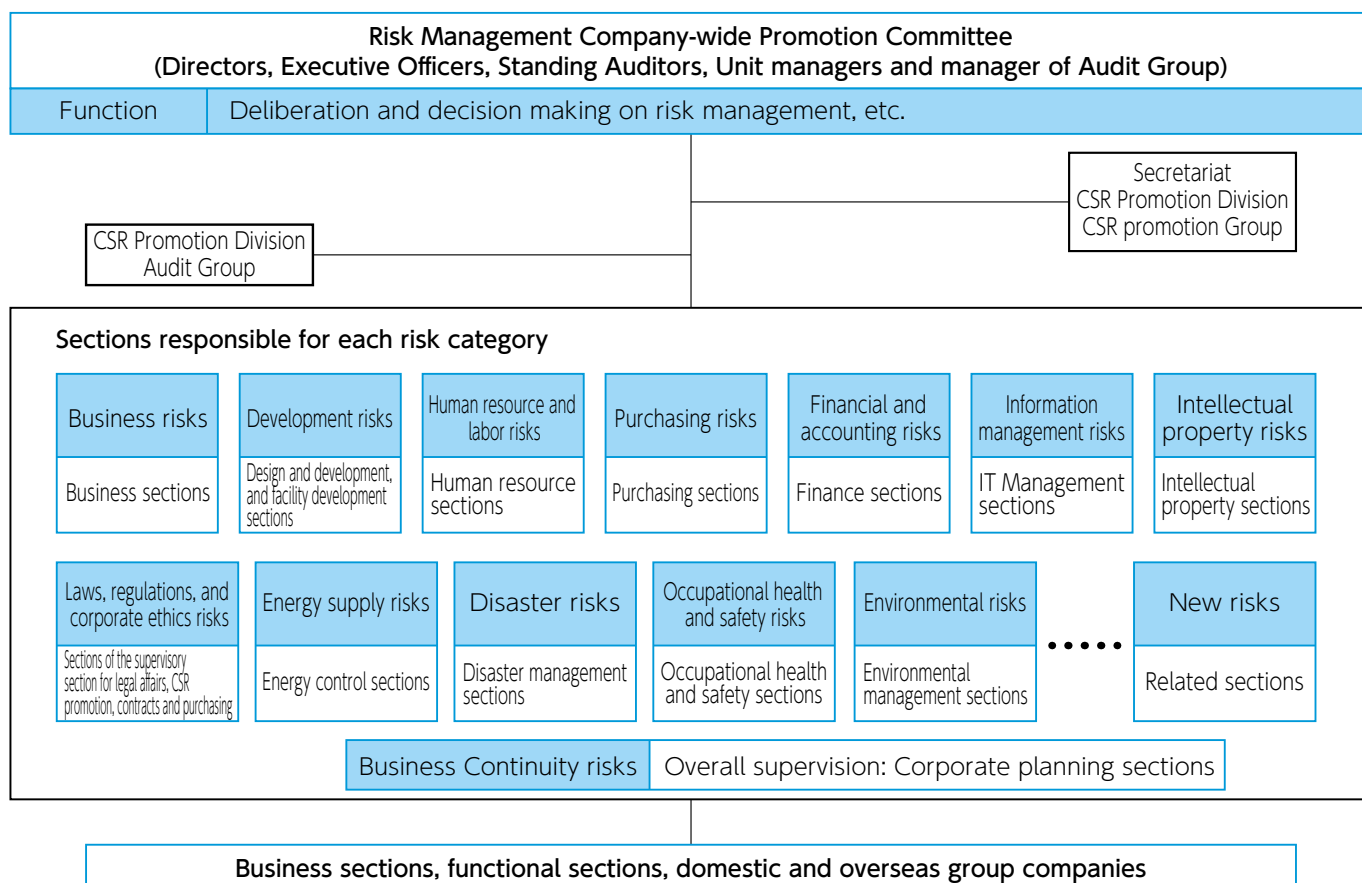 Risk Management Company-wide Promotion Committee
(Directors, Executive Officers, Standing Auditors, Unit managers and manager of Audit Group)
Function
Deliberation and decision making on risk management, etc.
Secretariat
CSR Promotion Division
CSR promotion Group
CSR Promotion Division
Audit Group
Sections responsible for each risk category
Business risks
Business sections
Development risks
Design and development,
and facility development
sections
Human resource and
labor risks
Human resource
sections
Purchasing risks
Purchasing sections
Financial and
accounting risks
Finance sections
Information
management risks
IT Management
sections
Intellectual
property risks
Intellectual
property sections
Laws, regulations, and
corporate ethics risks
Sections of the supervisory
section for legal affairs, CSR
promotion, contracts and purchasing
Energy supply risks
Energy control sections
Disaster risks
Disaster management
sections
Occupational health
and safety risks
Occupational health
and safety sections
Environmental risks
Environmental
management sections
•••••
New risks
Related sections
Business Continuity risks
Overall supervision: Corporate planning sections
Business sections, functional sections, domestic and overseas group companies